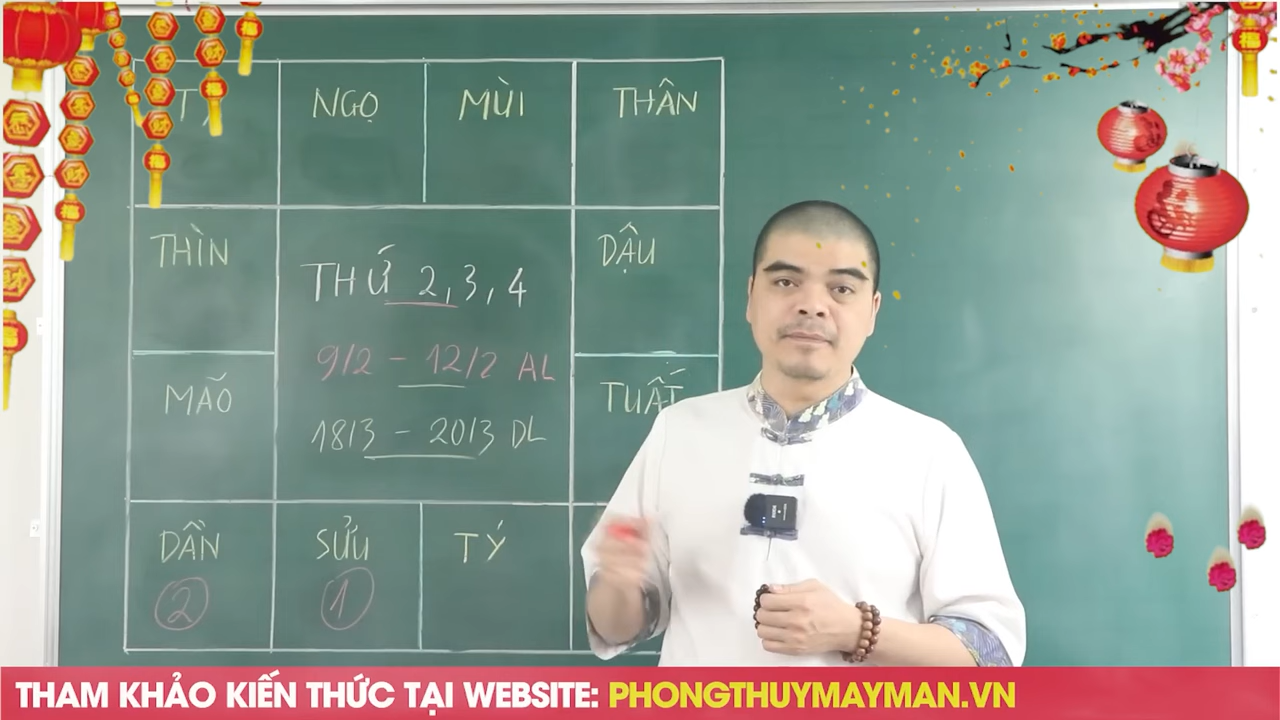 NGỌ
MÙI
THÂN
THÌN
DẬU
THỨ 2,3,4
9/2 - 12/2 AL
MÃO
TUẤT
18/3 - 20/3 DL
DẦN
SỬU
TÝ
2
1
THAM KHẢO KIẾN THỨC TẠI WEBSITE: PHONGTHUYMAYMAN.VN